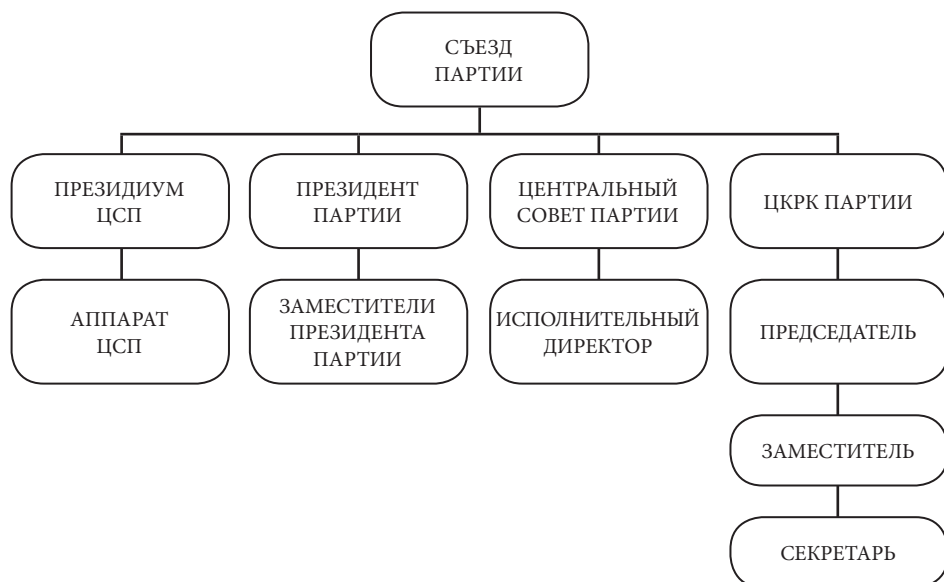 СЪЕЗД
ПАРТИИ
ПРЕЗИДИУМ
ЦСП
ПРЕЗИДЕНТ
ПАРТИИ
ЦЕНТРАЛЬНЫЙ
СОВЕТ ПАРТИИ
ЦКРК ПАРТИИ
АППАРАТ
ЦСП
ЗАМЕСТИТЕЛИ
ПРЕЗИДЕНТА
ПАРТИИ
ИСПОЛНИТЕЛЬНЫЙ
ДИРЕКТОР
ПРЕДСЕДАТЕЛЬ
ЗАМЕСТИТЕЛЬ
СЕКРЕТАРЬ